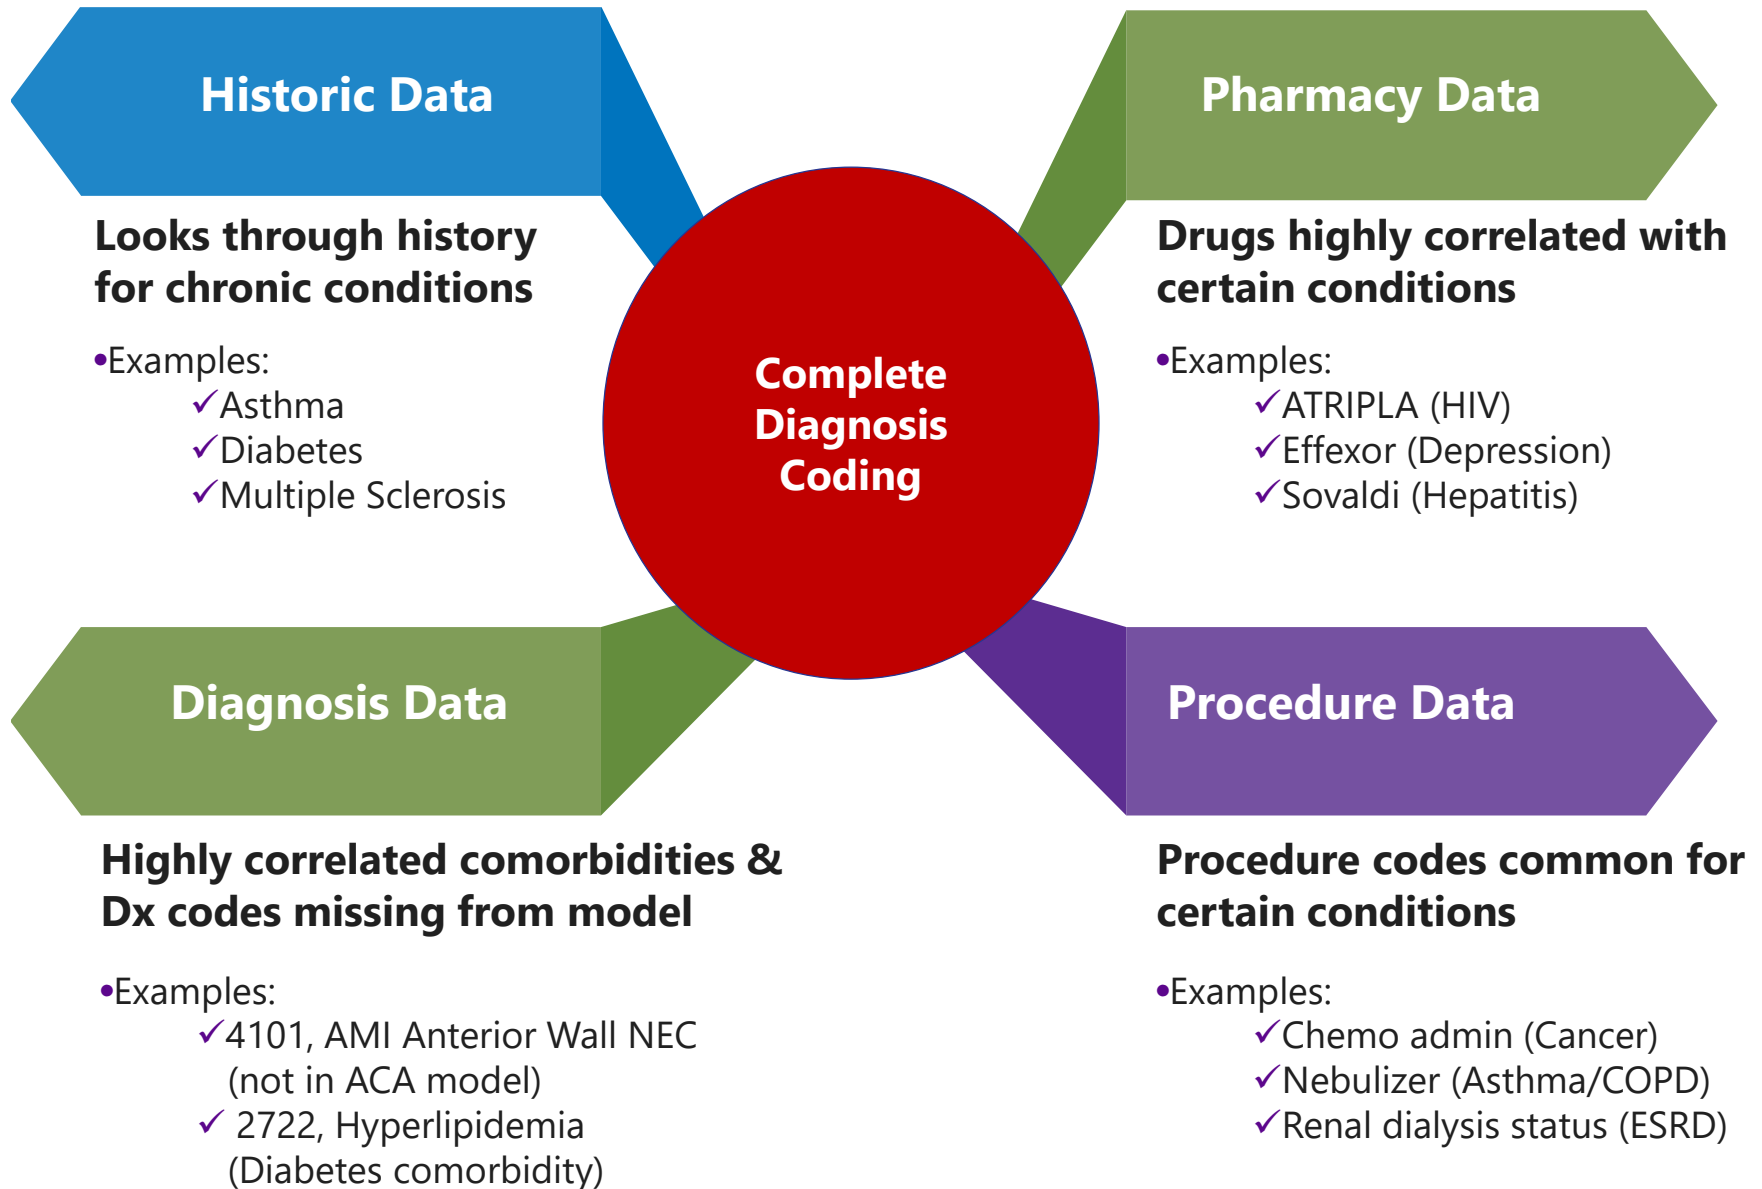 Historic Data
Looks through history
for chronic conditions
•Examples:
✓Asthma
✓Diabetes
✓Multiple Sclerosis
Pharmacy Data
Drugs highly correlated with
certain conditions
•Examples:
✓ATRIPLA (HIV)
✓Effexor (Depression)
✓Sovaldi (Hepatitis)
Complete
Diagnosis
Coding
Diagnosis Data
Highly correlated comorbidities &
Dx codes missing from model
•Examples:
✓4101, AMI Anterior Wall NEC
(not in ACA model)
✓ 2722, Hyperlipidemia
(Diabetes comorbidity)
Procedure Data
Procedure codes common for
certain conditions
•Examples:
✓Chemo admin (Cancer)
✓Nebulizer (Asthma/COPD)
✓Renal dialysis status (ESRD)